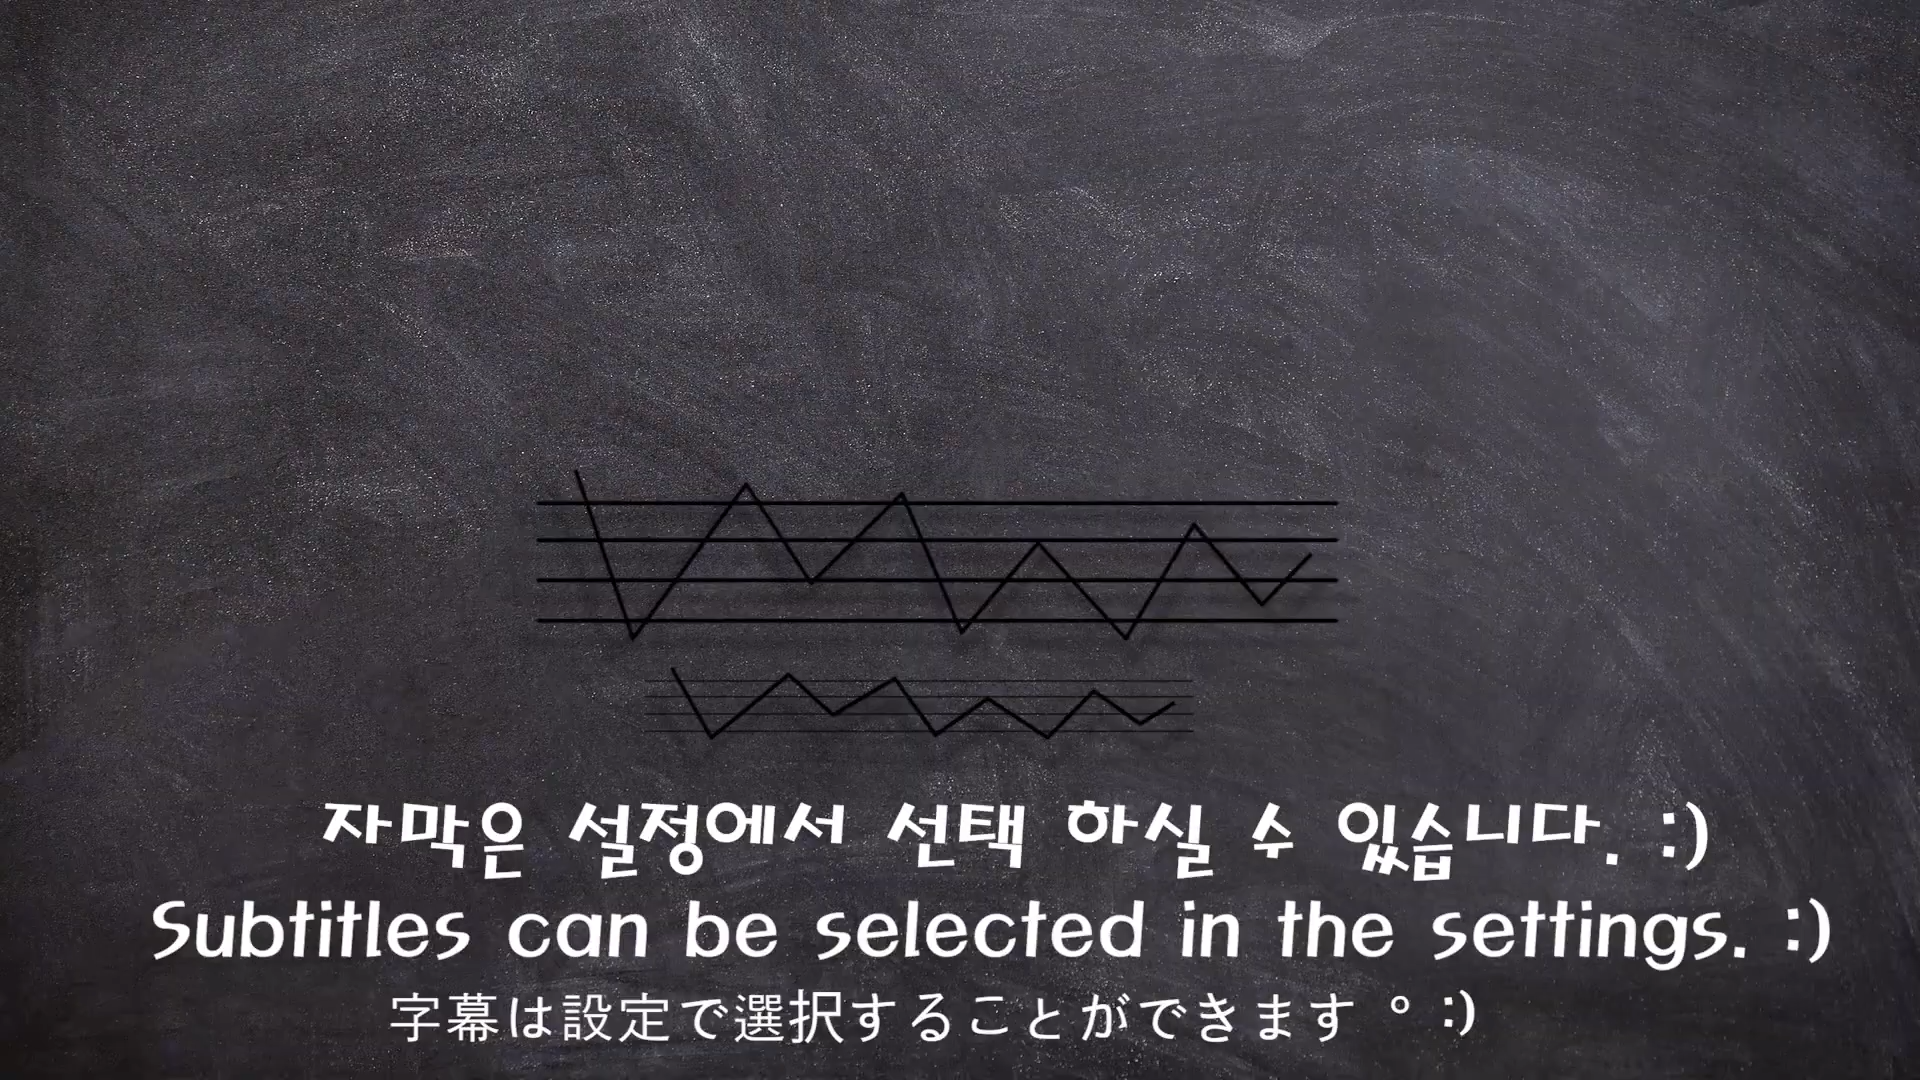 자막은 설정에서 선택 하실 수 있습니다. :)
Subtitles can be selected in the settings. :)
字幕は設定で選択することができます ° :)